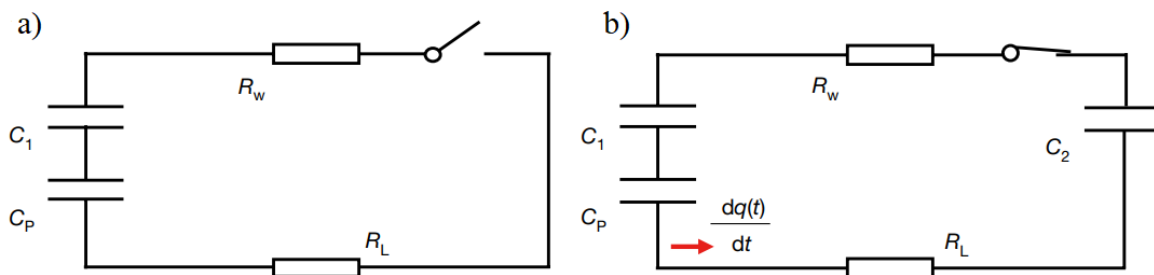 a)
R_w
C_1
C_P
R_L
b)
R_w
C_1
C_2
C_P
dq(t)
dt
R_L